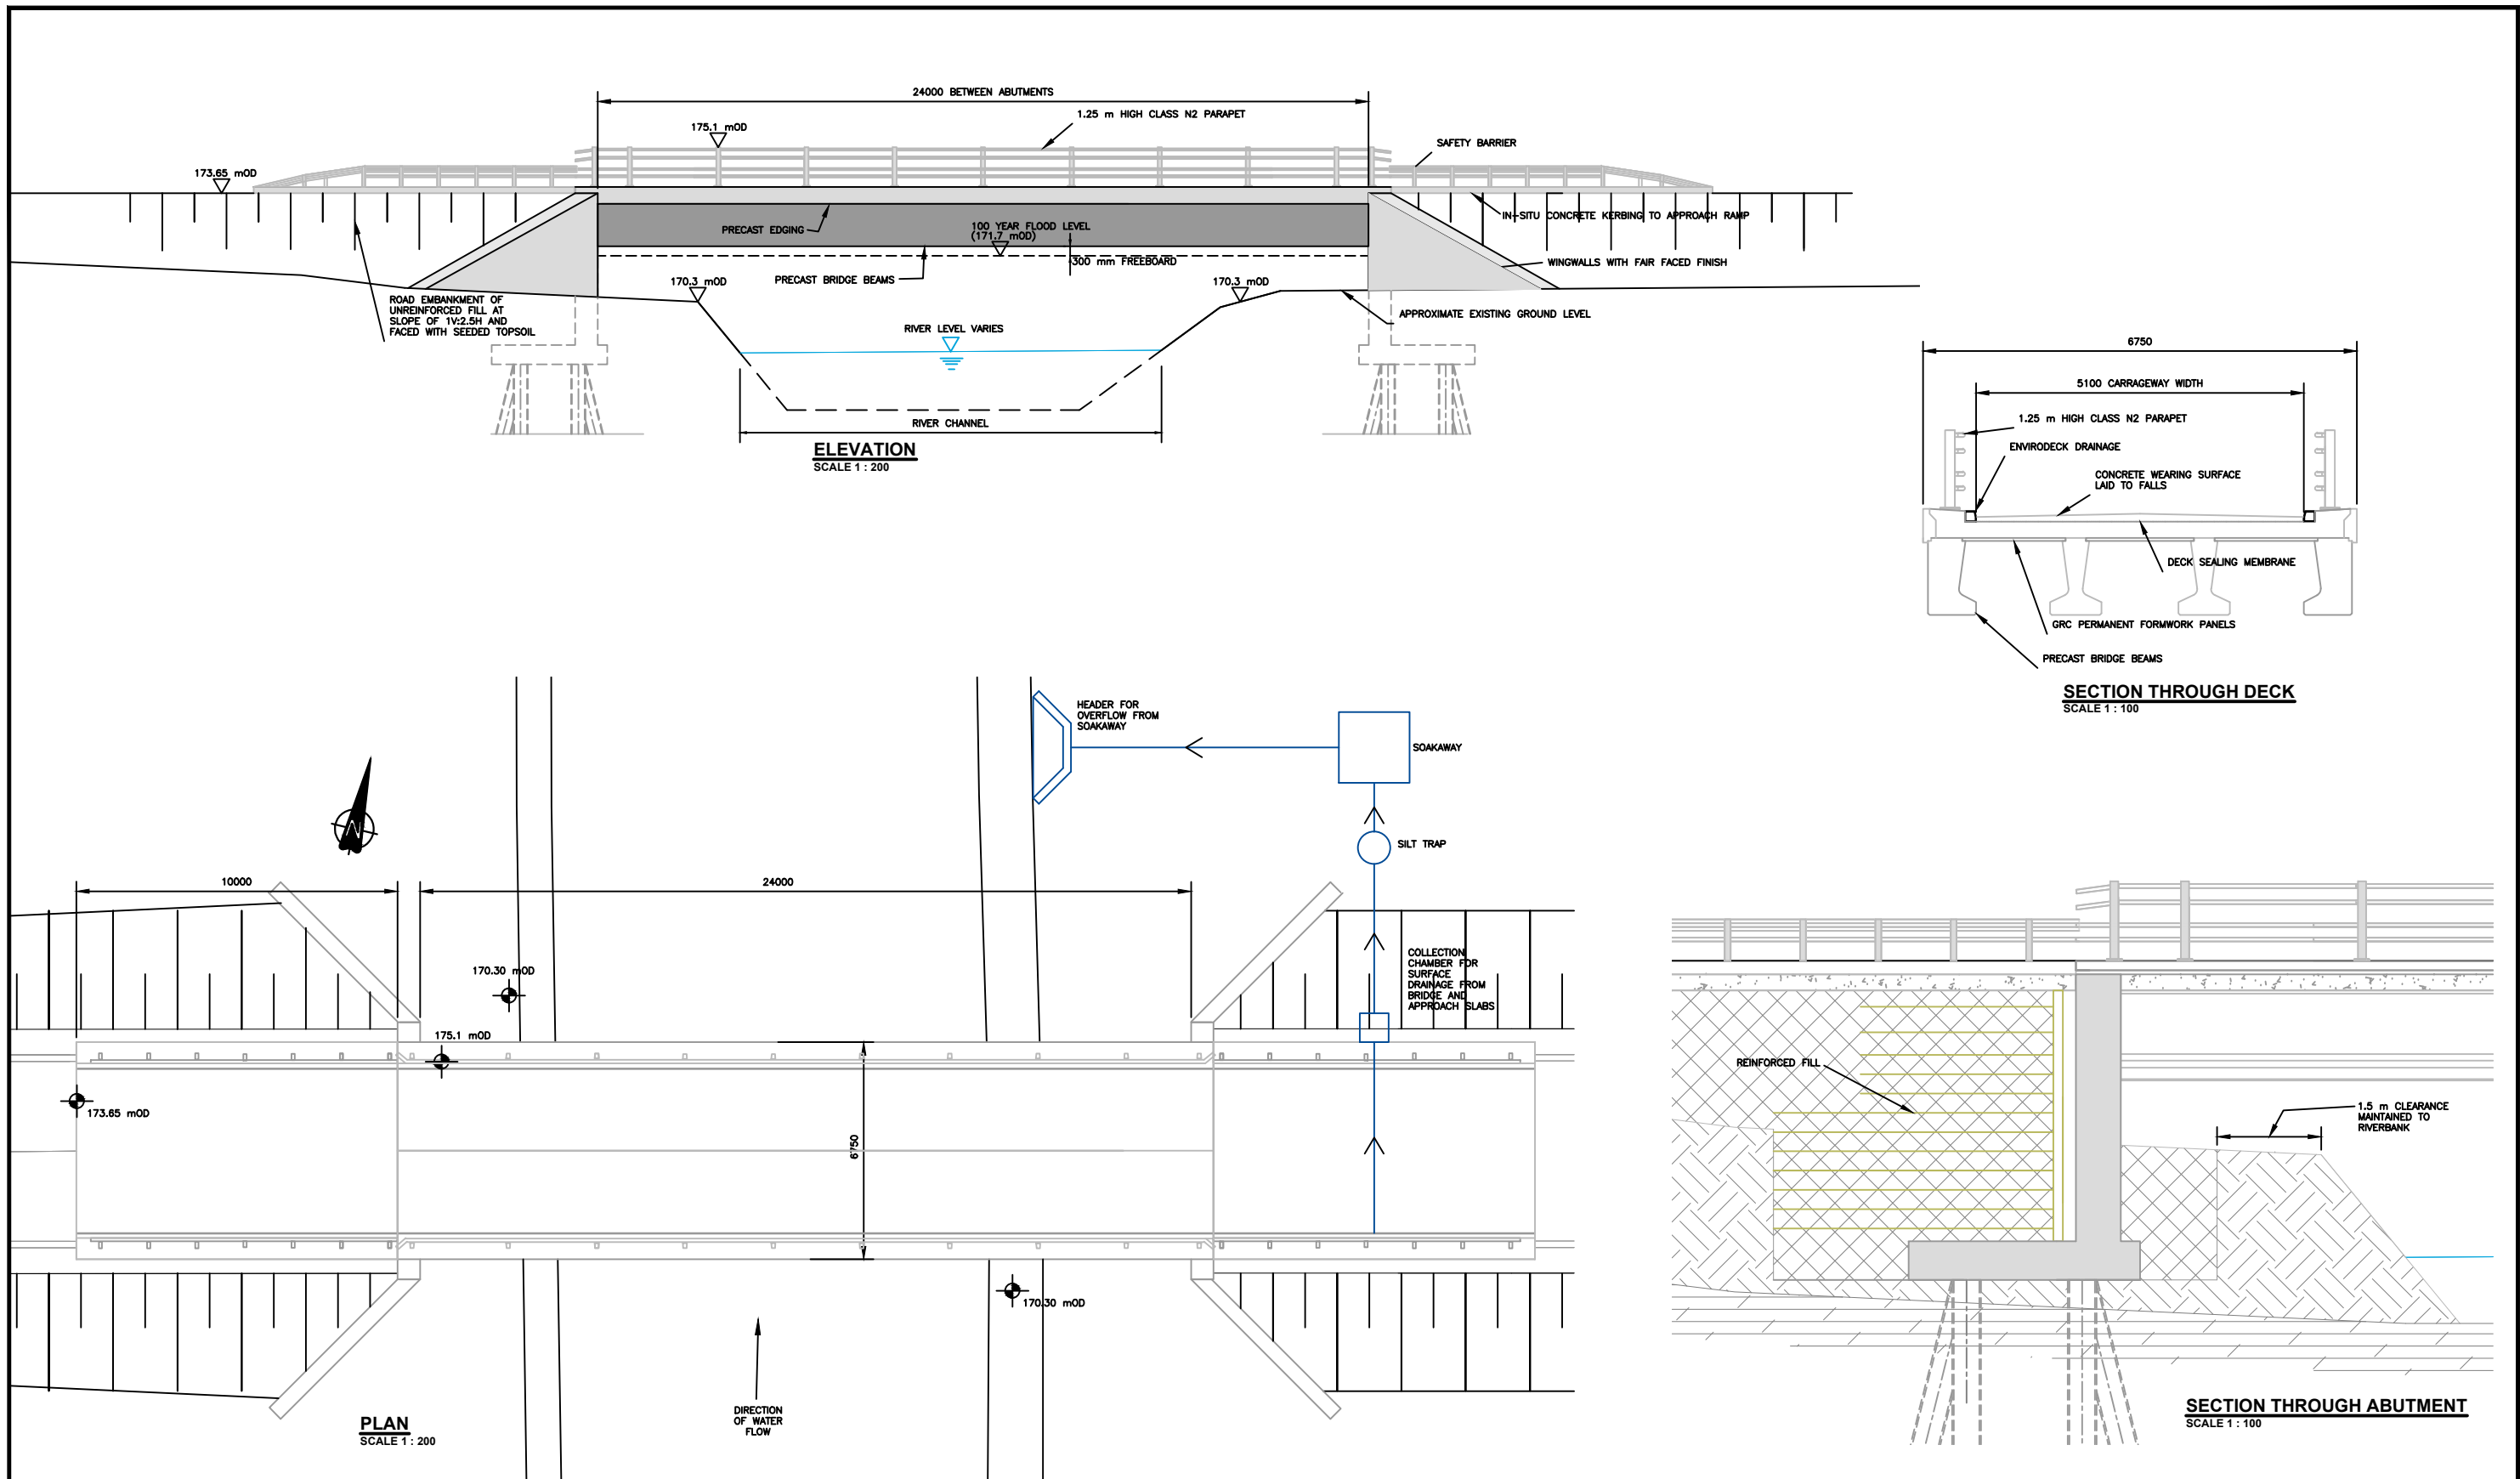 24000 BETWEEN ABUTMENTS
1.25 m HIGH CLASS N2 PARAPET
175.1 mOD
SAFETY BARRIER
173.65 mOD
IN-SITU CONCRETE KERBING TO APPROACH RAMP
PRECAST EDGING
100 YEAR FLOOD LEVEL
(171.7 mOD)
300 mm FREEBOARD
WINGWALLS WITH FAIR FACED FINISH
PRECAST BRIDGE BEAMS
170.3 mOD
170.3 mOD
ROAD EMBANKMENT OF
UNREINFORCED FILL AT
SLOPE OF 1V:2.5H AND
FACED WITH SEEDED TOPSOIL
APPROXIMATE EXISTING GROUND LEVEL
RIVER LEVEL VARIES
RIVER CHANNEL
ELEVATION
SCALE 1 : 200
6750
5100 CARRAGEWAY WIDTH
1.25 m HIGH CLASS N2 PARAPET
ENVIRODECK DRAINAGE
CONCRETE WEARING SURFACE
LAID TO FALLS
DECK SEALING MEMBRANE
GRC PERMANENT FORMWORK PANELS
PRECAST BRIDGE BEAMS
SECTION THROUGH DECK
SCALE 1 : 100
HEADER FOR
OVERFLOW FROM
SOAKAWAY
SOAKAWAY
N
SILT TRAP
10000
24000
COLLECTION
CHAMBER FOR
SURFACE
DRAINAGE FROM
BRIDGE AND
APPROACH SLABS
170.30 mOD
175.1 mOD
173.65 mOD
6750
170.30 mOD
DIRECTION
OF WATER
FLOW
PLAN
SCALE 1 : 200
REINFORCED FILL
1.5 m CLEARANCE
MAINTAINED TO
RIVERBANK
SECTION THROUGH ABUTMENT
SCALE 1 : 100